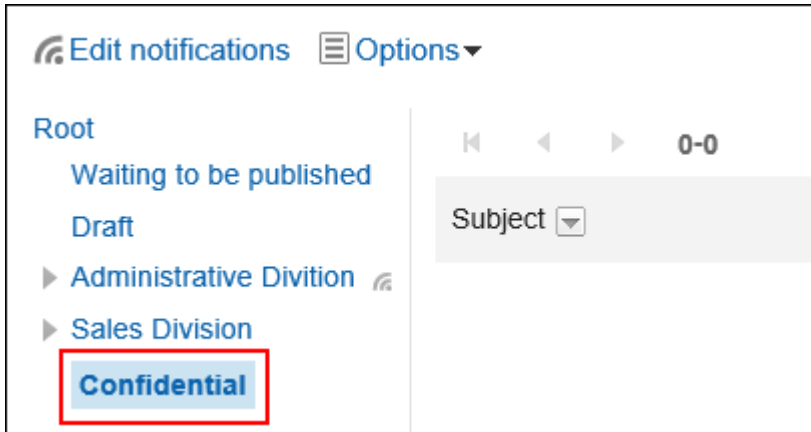 Edit notifications Options
Root
0-0
Waiting to be published
Draft
Subject
Administrative Divition
Sales Division
Confidential